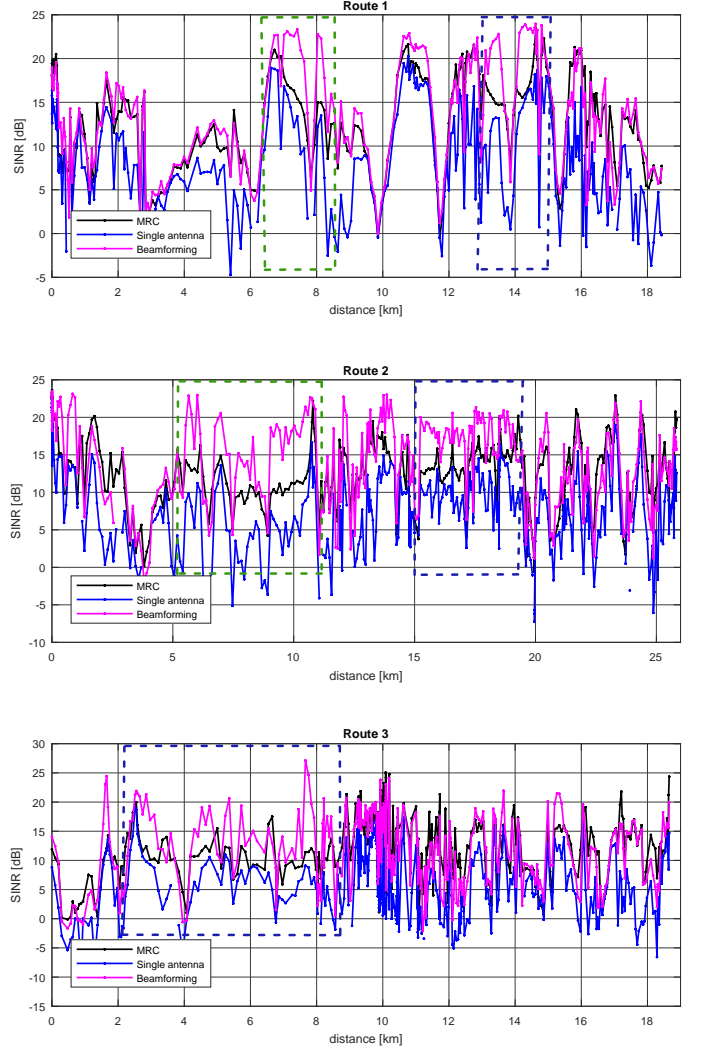 Route 1
25
20
15
10
5
0
-5
SINR [dB]
MRC
Single antenna
Beamforming
0 2 4 6 8 10 12 14 16 18
distance [km]
Route 2
25
20
15
10
5
0
-5
-10
SINR [dB]
MRC
Single antenna
Beamforming
0 5 10 15 20 25
distance [km]
Route 3
30
25
20
15
10
5
0
-5
-10
-15
SINR [dB]
MRC
Single antenna
Beamforming
0 2 4 6 8 10 12 14 16 18
distance [km]